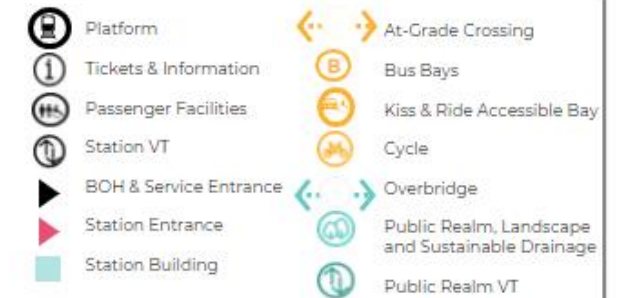 Platform
Tickets & Information
Passenger Facilities
Station VT
BOH & Service Entrance
Station Entrance
Station Building
At-Grade Crossing
B
Bus Bays
Kiss & Ride Accessible Bay
Cycle
Overbridge
Public Realm, Landscape
and Sustainable Drainage
Public Realm VT